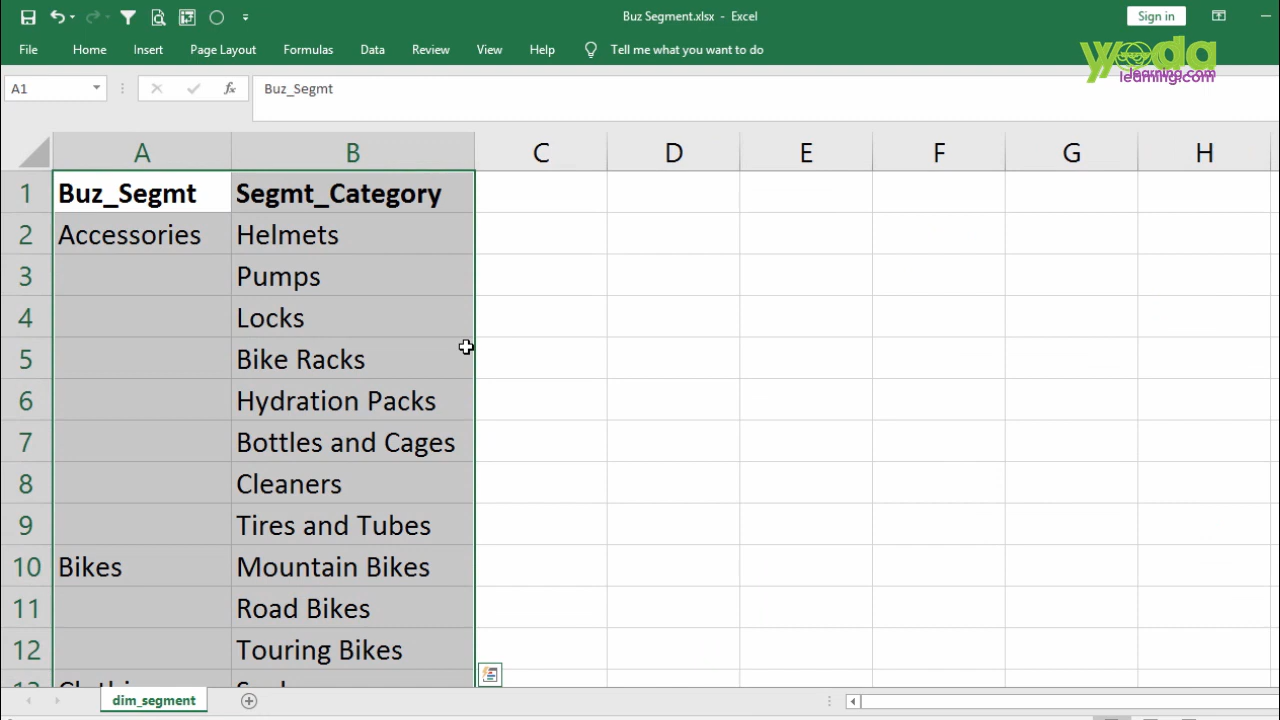 Buz Segment.xlsx - Excel
Sign in
File Home Insert Page Layout Formulas Data Review View Help Tell me what you want to do
yoda
learning.com
A1 fx Buz_Segmt
A B C D E F G H
1 Buz_Segmt Segmt_Category
2 Accessories Helmets
3 Pumps
4 Locks
5 Bike Racks
6 Hydration Packs
7 Bottles and Cages
8 Cleaners
9 Tires and Tubes
10 Bikes Mountain Bikes
11 Road Bikes
12 Touring Bikes
dim_segment